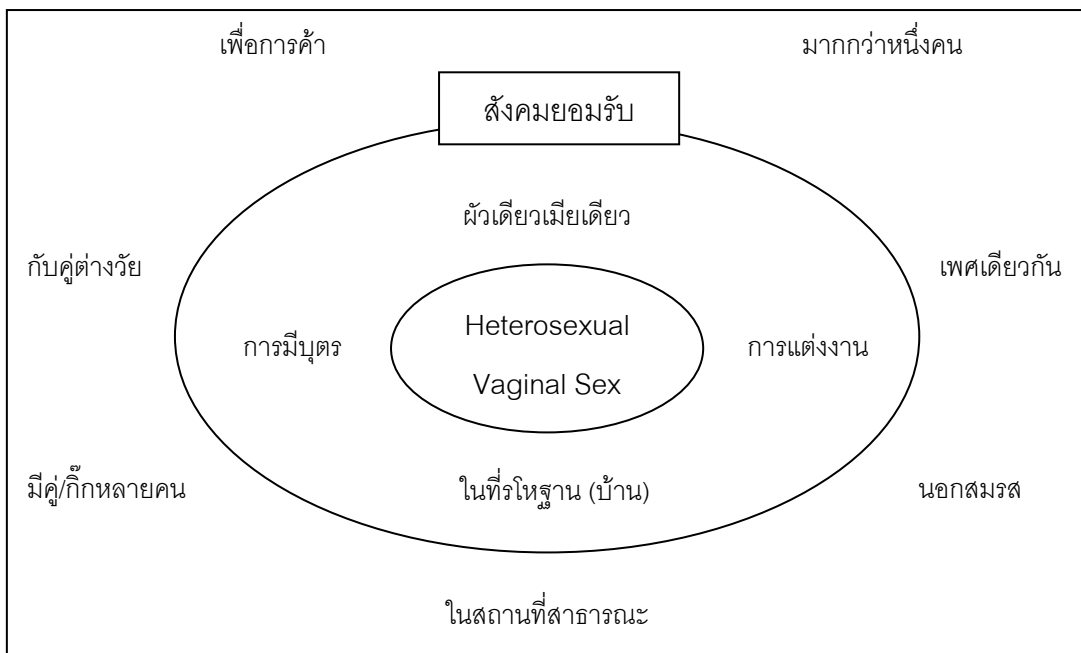 เพื่อการค้า
มากกว่าหนึ่งคน
สังคมยอมรับ
ผัวเดียวเมียเดียว
กับคู่ต่างวัย
เพศเดียวกัน
Heterosexual
การมีบุตร
การแต่งงาน
Vaginal Sex
มีคู่/กิ๊กหลายคน
ในที่รโหฐาน (บ้าน)
นอกสมรส
ในสถานที่สาธารณะ